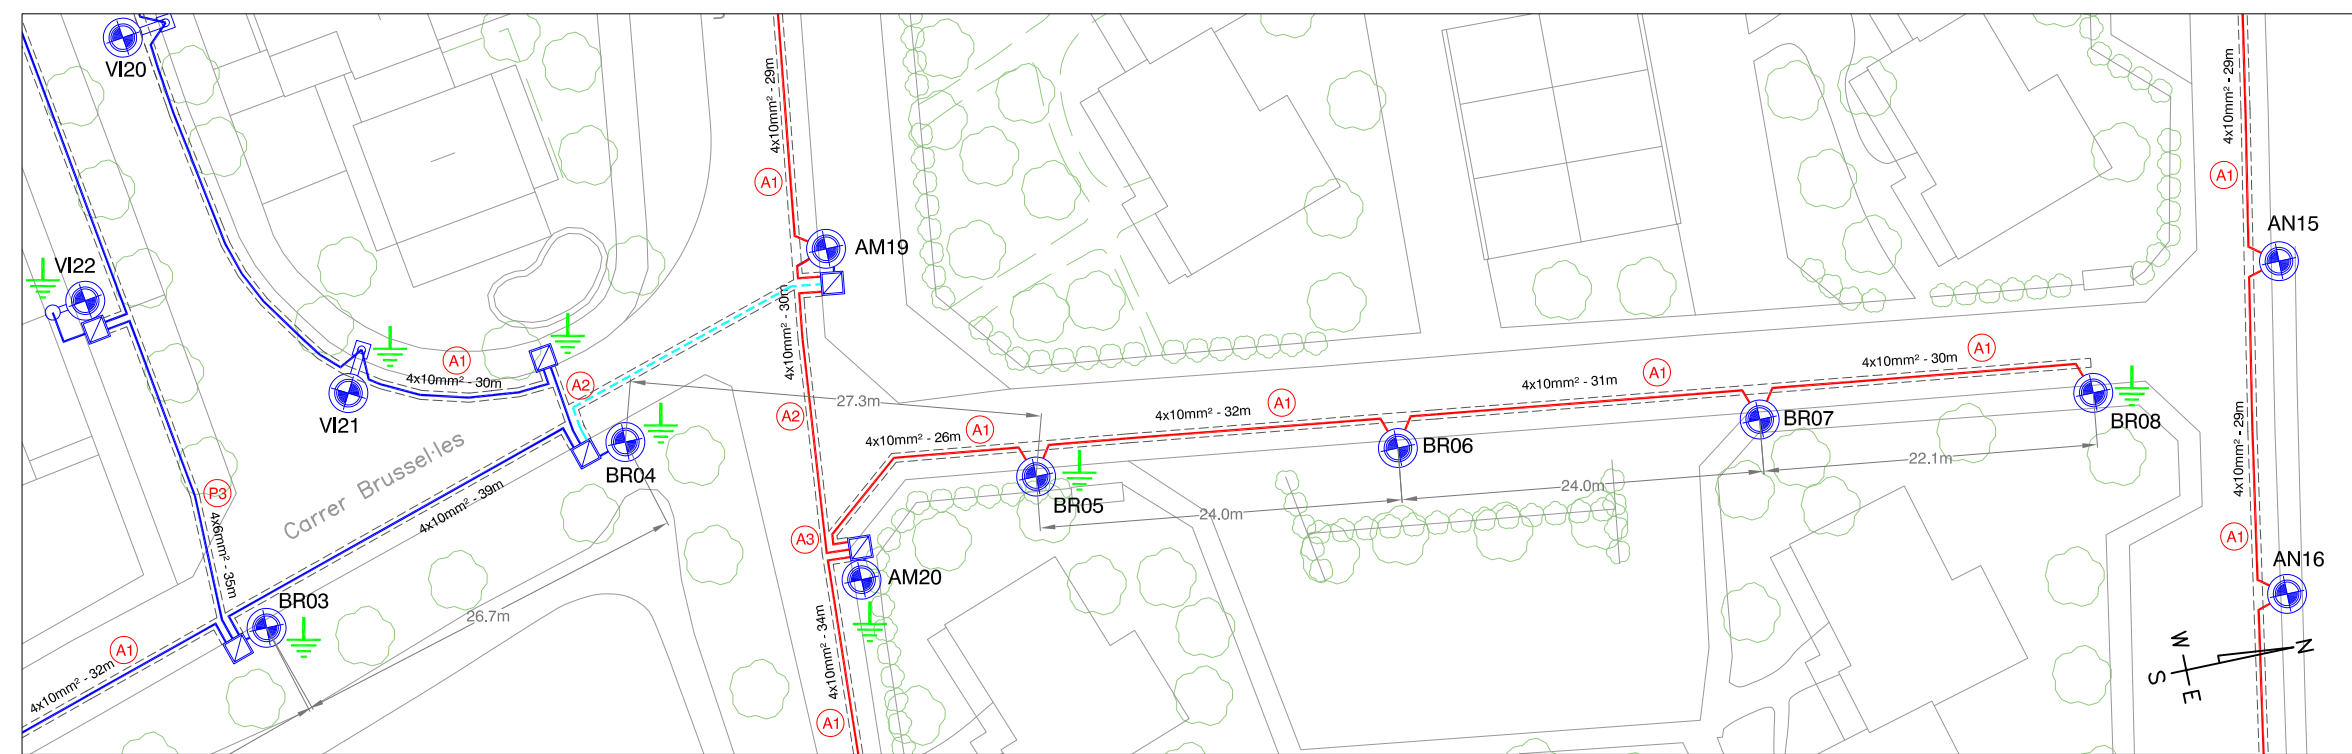 VI20
4x10mm² - 29m
A1
4x10mm² - 29m
A1
AM19
AN15
VI22
4x10mm² - 30m
A1
4x10mm² - 30m
A2
VI21
27.3m
A2
4x10mm² - 26m
A1
4x10mm² - 32m
A1
4x10mm² - 31m
A1
4x10mm² - 30m
A1
BR04
BR05
BR06
BR07
BR08
4x10mm² - 29m
24.0m
24.0m
22.1m
P3
4x6mm² - 35m
Carrer Brussel·les
4x10mm² - 39m
A3
AM20
A1
AN16
BR03
26.7m
A1
4x10mm² - 32m
4x10mm² - 34m
A1
N
W
S
E